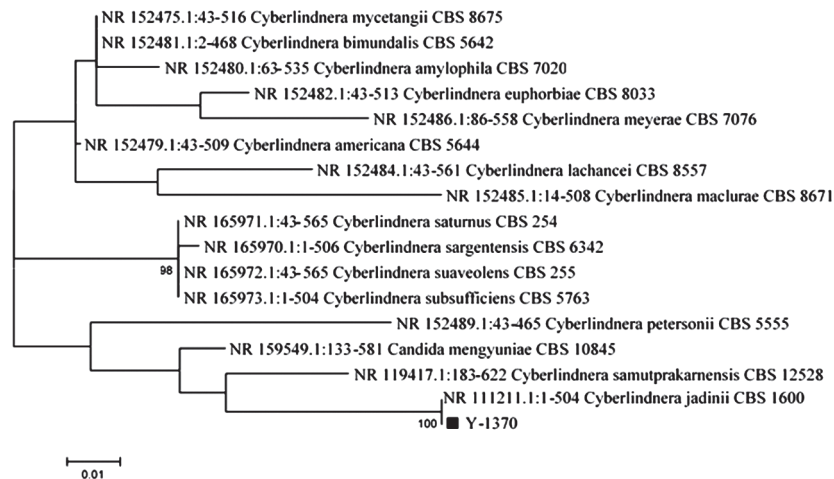 NR 152475.1:43-516 Cyberlindnera mycetangii CBS 8675
NR 152481.1:2-468 Cyberlindnera bimundalis CBS 5642
NR 152480.1:63-535 Cyberlindnera amylophila CBS 7020
NR 152482.1:43-513 Cyberlindnera euphorbiae CBS 8033
NR 152486.1:86-558 Cyberlindnera meyerae CBS 7076
NR 152479.1:43-509 Cyberlindnera americana CBS 5644
NR 152484.1:43-561 Cyberlindnera lachancei CBS 8557
NR 152485.1:14-508 Cyberlindnera maclurae CBS 8671
NR 165971.1:43-565 Cyberlindnera saturnus CBS 254
NR 165970.1:1-506 Cyberlindnera sargentensis CBS 6342
98
NR 165972.1:43-565 Cyberlindnera suaveolens CBS 255
NR 165973.1:1-504 Cyberlindnera subsufficiens CBS 5763
NR 152489.1:43-465 Cyberlindnera petersonii CBS 5555
NR 159549.1:133-581 Candida mengyuniae CBS 10845
NR 119417.1:183-622 Cyberlindnera samutprakarnensis CBS 12528
NR 111211.1:1-504 Cyberlindnera jadinii CBS 1600
100 Y-1370
0.01